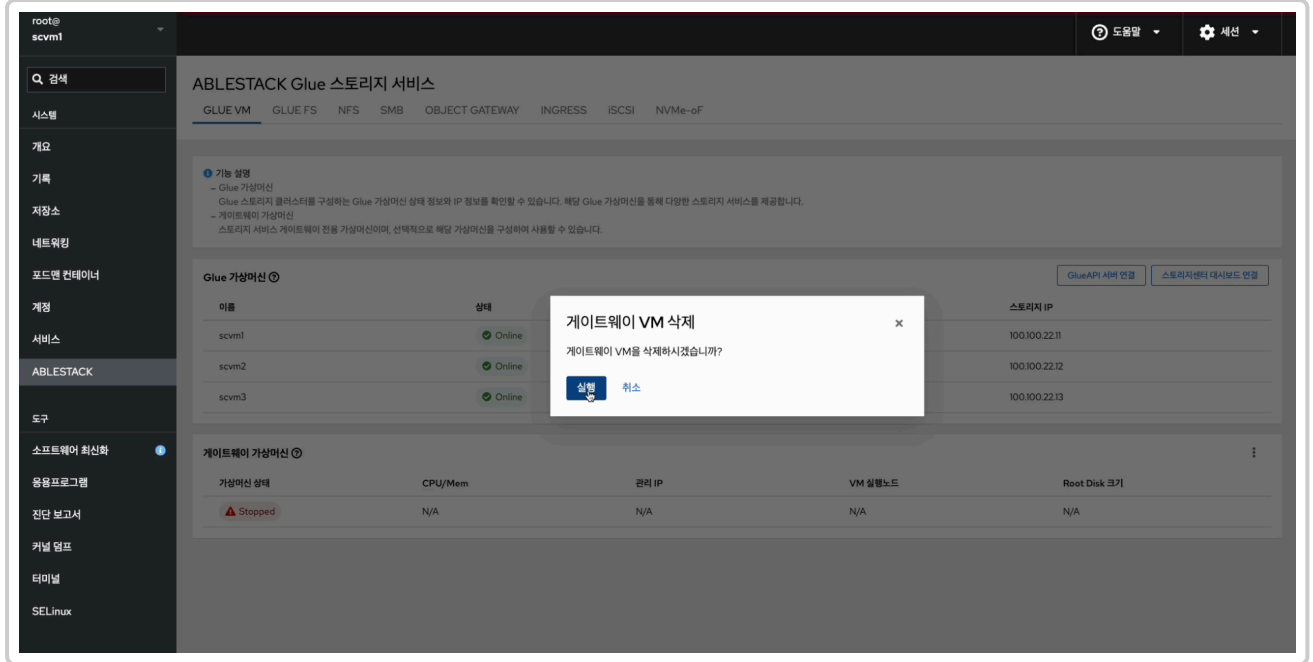 root@
scvm1
도움말
세션
검색
시스템
개요
기록
저장소
네트워킹
포드맨 컨테이너
계정
서비스
ABLESTACK
도구
소프트웨어 최신화
응용프로그램
진단 보고서
커널 덤프
터미널
SELinux
ABLESTACK Glue 스토리지 서비스
GLUE VM GLUE FS NFS SMB OBJECT GATEWAY INGRESS iSCSI NVMe-oF
기능 설명
– Glue 가상머신
Glue 스토리지 클러스터를 구성하는 Glue 가상머신 상태 정보와 IP 정보를 확인할 수 있습니다. 해당 Glue 가상머신을 통해 다양한 스토리지 서비스를 제공합니다.
– 게이트웨이 가상머신
스토리지 서비스 게이트웨이 전용 가상머신이며, 선택적으로 해당 가상머신을 구성하여 사용할 수 있습니다.
Glue 가상머신
GlueAPI 서버 연결 스토리지센터 대시보드 연결
이름 상태 스토리지 IP
scvm1 Online 100.100.22.11
scvm2 Online 100.100.22.12
scvm3 Online 100.100.22.13
게이트웨이 VM 삭제 ×
게이트웨이 VM을 삭제하시겠습니까?
실행 취소
게이트웨이 가상머신
가상머신 상태 CPU/Mem 관리 IP VM 실행노드 Root Disk 크기
Stopped N/A N/A N/A N/A